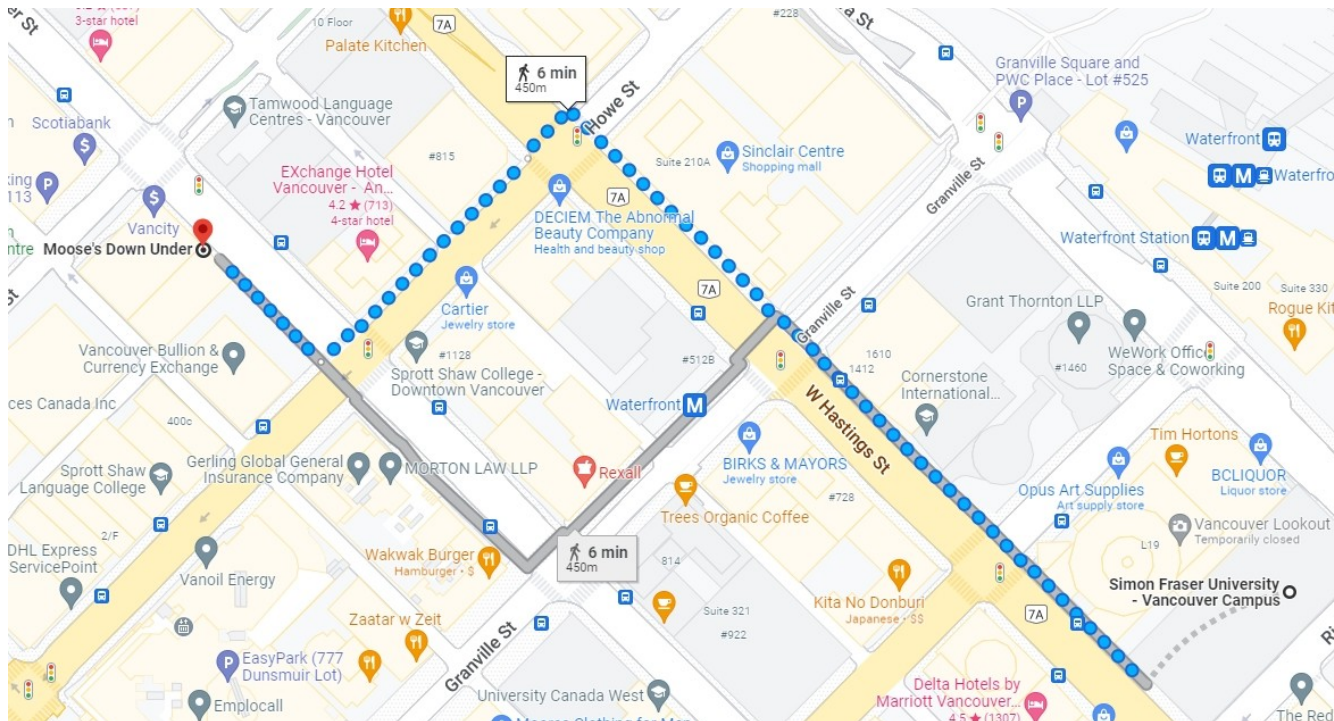 3-star hotel
10 Floor
7A
Palate Kitchen
#228
Granville Square and
PWC Place - Lot #525
P
6 min
450m
Howe St
Tamwood Language
Centres - Vancouver
Scotiabank
$
#815
Suite 210A
Sinclair Centre
Shopping mall
Waterfront
M
P
113
EXchange Hotel
Vancouver - An...
4.2 ★ (713)
4-star hotel
7A
Granville St
$
Vancity
DECIEM The Abnormal
Beauty Company
Health and beauty shop
Moose's Down Under
Waterfront Station
M
Suite 200
Suite 330
7A
Cartier
Jewelry store
Granville St
Grant Thornton LLP
Rogue Kit
Vancouver Bullion &
Currency Exchange
#1128
Sprott Shaw College -
Downtown Vancouver
#512B
1610
1412
Cornerstone
International...
#1460
WeWork Office
Space & Coworking
ces Canada Inc
400c
Waterfront
M
W Hastings St
Gerling Global General
Insurance Company
MORTON LAW LLP
Rexall
BIRKS & MAYORS
Jewelry store
Tim Hortons
Sprott Shaw
Language College
Opus Art Supplies
Art supply store
BCLIQUOR
Liquor store
#728
Trees Organic Coffee
2/F
Vancouver Lookout
Temporarily closed
L19
DHL Express
ServicePoint
Wakwak Burger
Hamburger · $
6 min
450m
814
Vanoil Energy
Simon Fraser University
- Vancouver Campus
Kita No Donburi
Japanese · $$
7A
Suite 321
#922
Zaatar w Zeit
Granville St
P
EasyPark (777
Dunsmuir Lot)
University Canada West
Delta Hotels by
Marriott Vancouver...
4.5 ★ (1307)
Emplocall
The Red